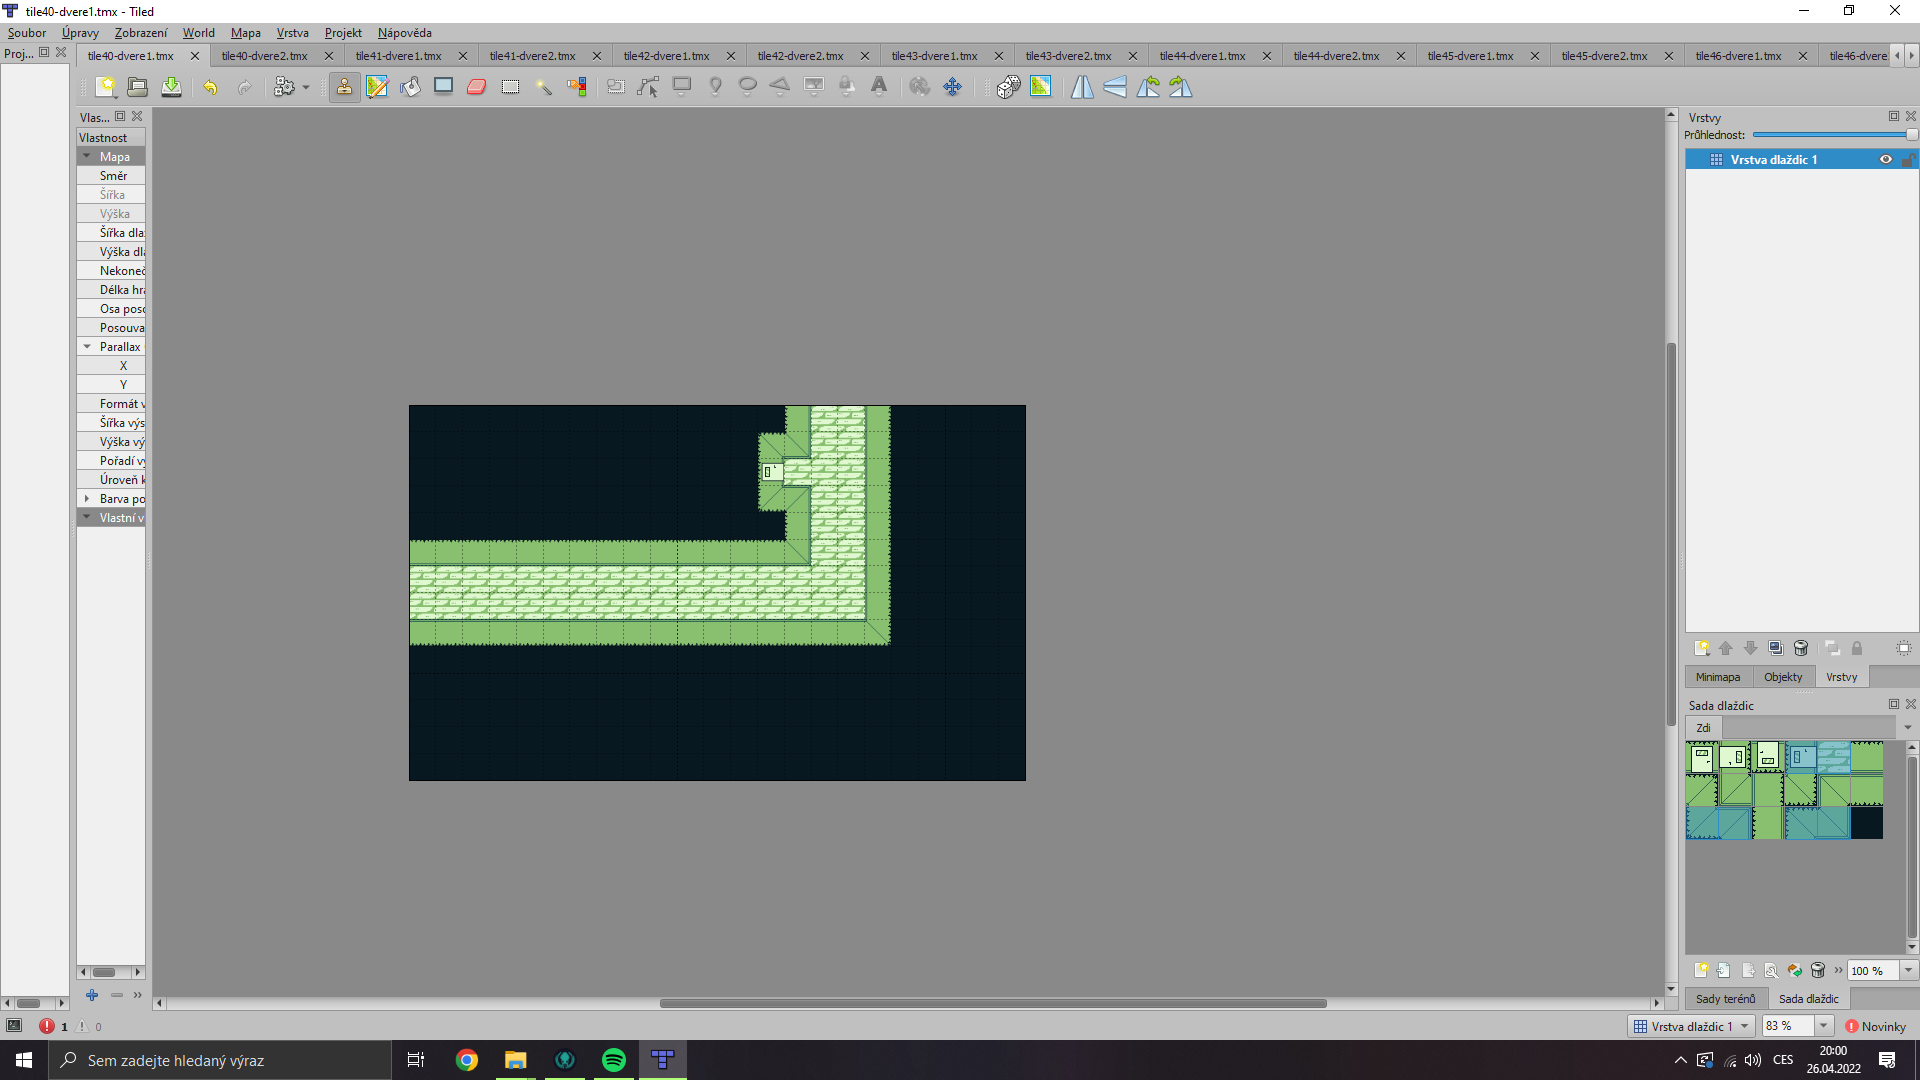 tile40-dvere1.tmx - Tiled
Soubor Úpravy Zobrazení World Mapa Vrstva Projekt Nápověda
Proj...
tile40-dvere1.tmx tile40-dvere2.tmx tile41-dvere1.tmx tile41-dvere2.tmx tile42-dvere1.tmx tile42-dvere2.tmx tile43-dvere1.tmx tile43-dvere2.tmx tile44-dvere1.tmx tile44-dvere2.tmx tile45-dvere1.tmx tile45-dvere2.tmx tile46-dvere1.tmx tile46-dvere
Vlas...
Vlastnost
Mapa
Směr
Šířka
Výška
Šířka dla
Výška dl
Nekoneč
Délka hr
Osa poso
Posouva
Parallax
X
Y
Formát v
Šířka výs
Výška vý
Pořadí vy
Úroveň k
Barva po
Vlastní v
1 0
Vrstvy
Průhlednost:
Vrstva dlaždic 1
Minimapa Objekty Vrstvy
Sada dlaždic
Zdi
100 %
Sady terénů Sada dlaždic
Vrstva dlaždic 1 83 % Novinky
Sem zadejte hledaný výraz
CES
20:00
26.04.2022